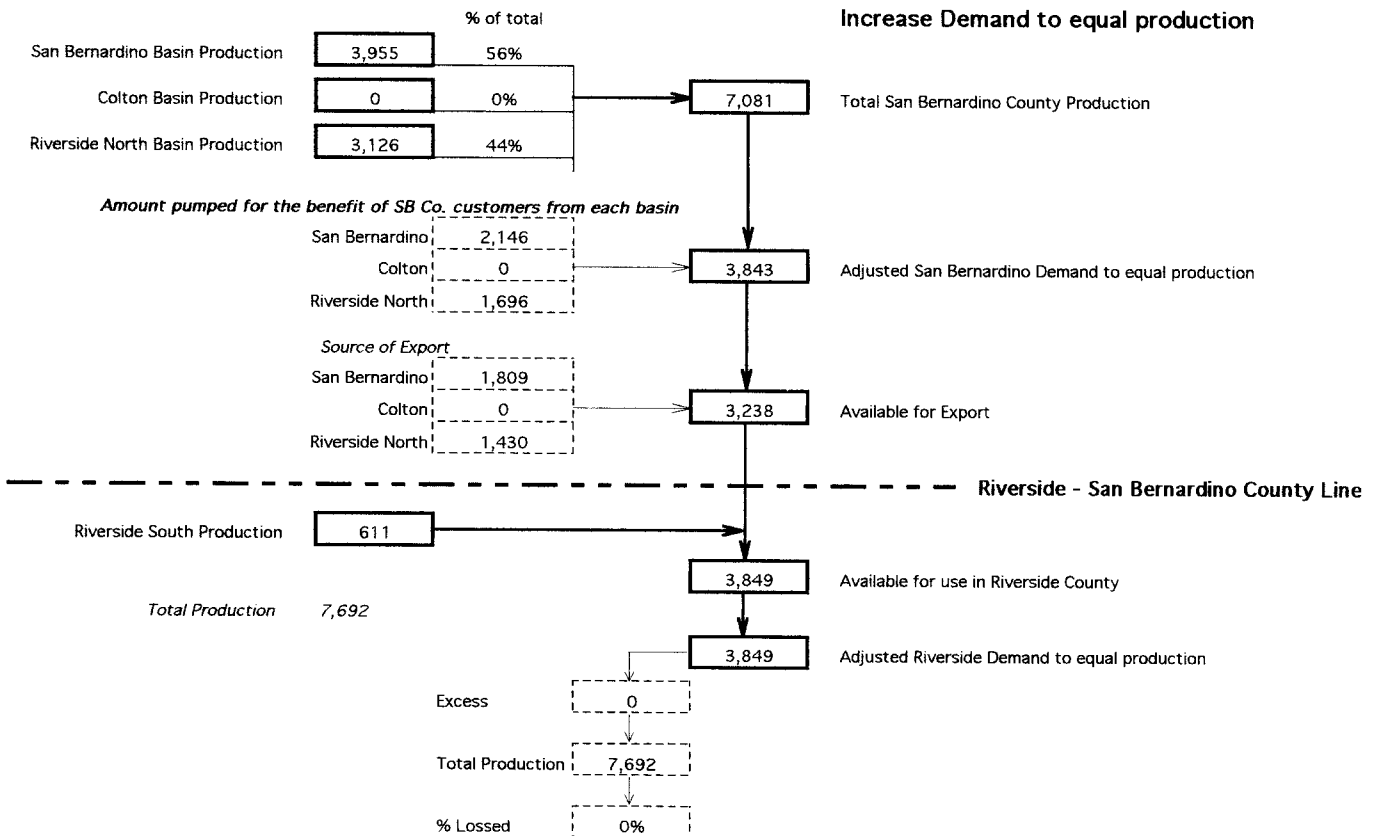 % of total
Increase Demand to equal production
San Bernardino Basin Production 3,955 56%
Colton Basin Production 0 0% 7,081 Total San Bernardino County Production
Riverside North Basin Production 3,126 44%
Amount pumped for the benefit of SB Co. customers from each basin
San Bernardino 2,146
Colton 0 3,843 Adjusted San Bernardino Demand to equal production
Riverside North 1,696
Source of Export
San Bernardino 1,809
Colton 0 3,238 Available for Export
Riverside North 1,430
Riverside - San Bernardino County Line
Riverside South Production 611
3,849 Available for use in Riverside County
Total Production 7,692
3,849 Adjusted Riverside Demand to equal production
Excess 0
Total Production 7,692
% Lossed 0%